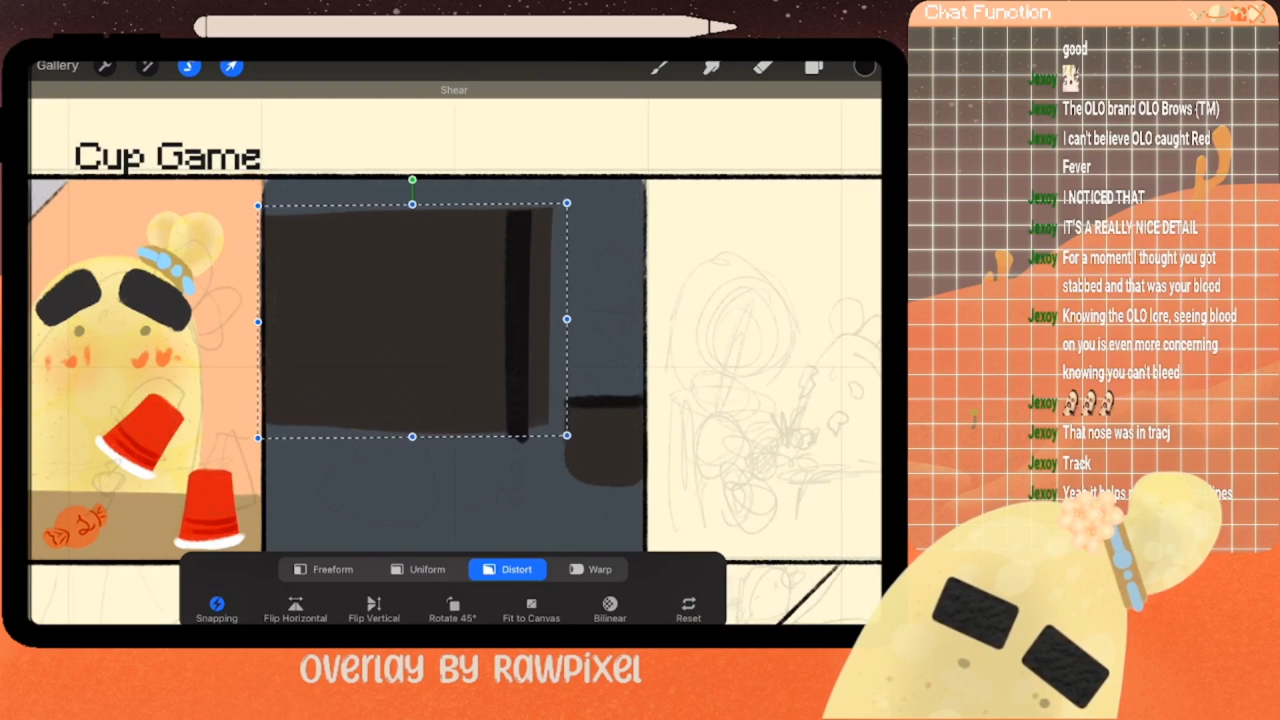 Chat Function
Gallery
Shear
Cup Game
good
Jexoy
Jexoy The OLO brand OLO Brows (TM)
Jexoy I can't believe OLO caught Red
Fever
Jexoy I NOTICED THAT
Jexoy IT'S A REALLY NICE DETAIL
Jexoy For a moment I thought you got
stabbed and that was your blood
Jexoy Knowing the OLO lore, seeing blood
on you is even more concerning
knowing you can't bleed
Jexoy
Jexoy That nose was in tracj
Jexoy Track
Jexoy Yea it helps
Freeform Uniform Distort Warp
Snapping Flip Horizontal Flip Vertical Rotate 45° Fit to Canvas Bilinear Reset
OVERLAY BY RAWPIXEL